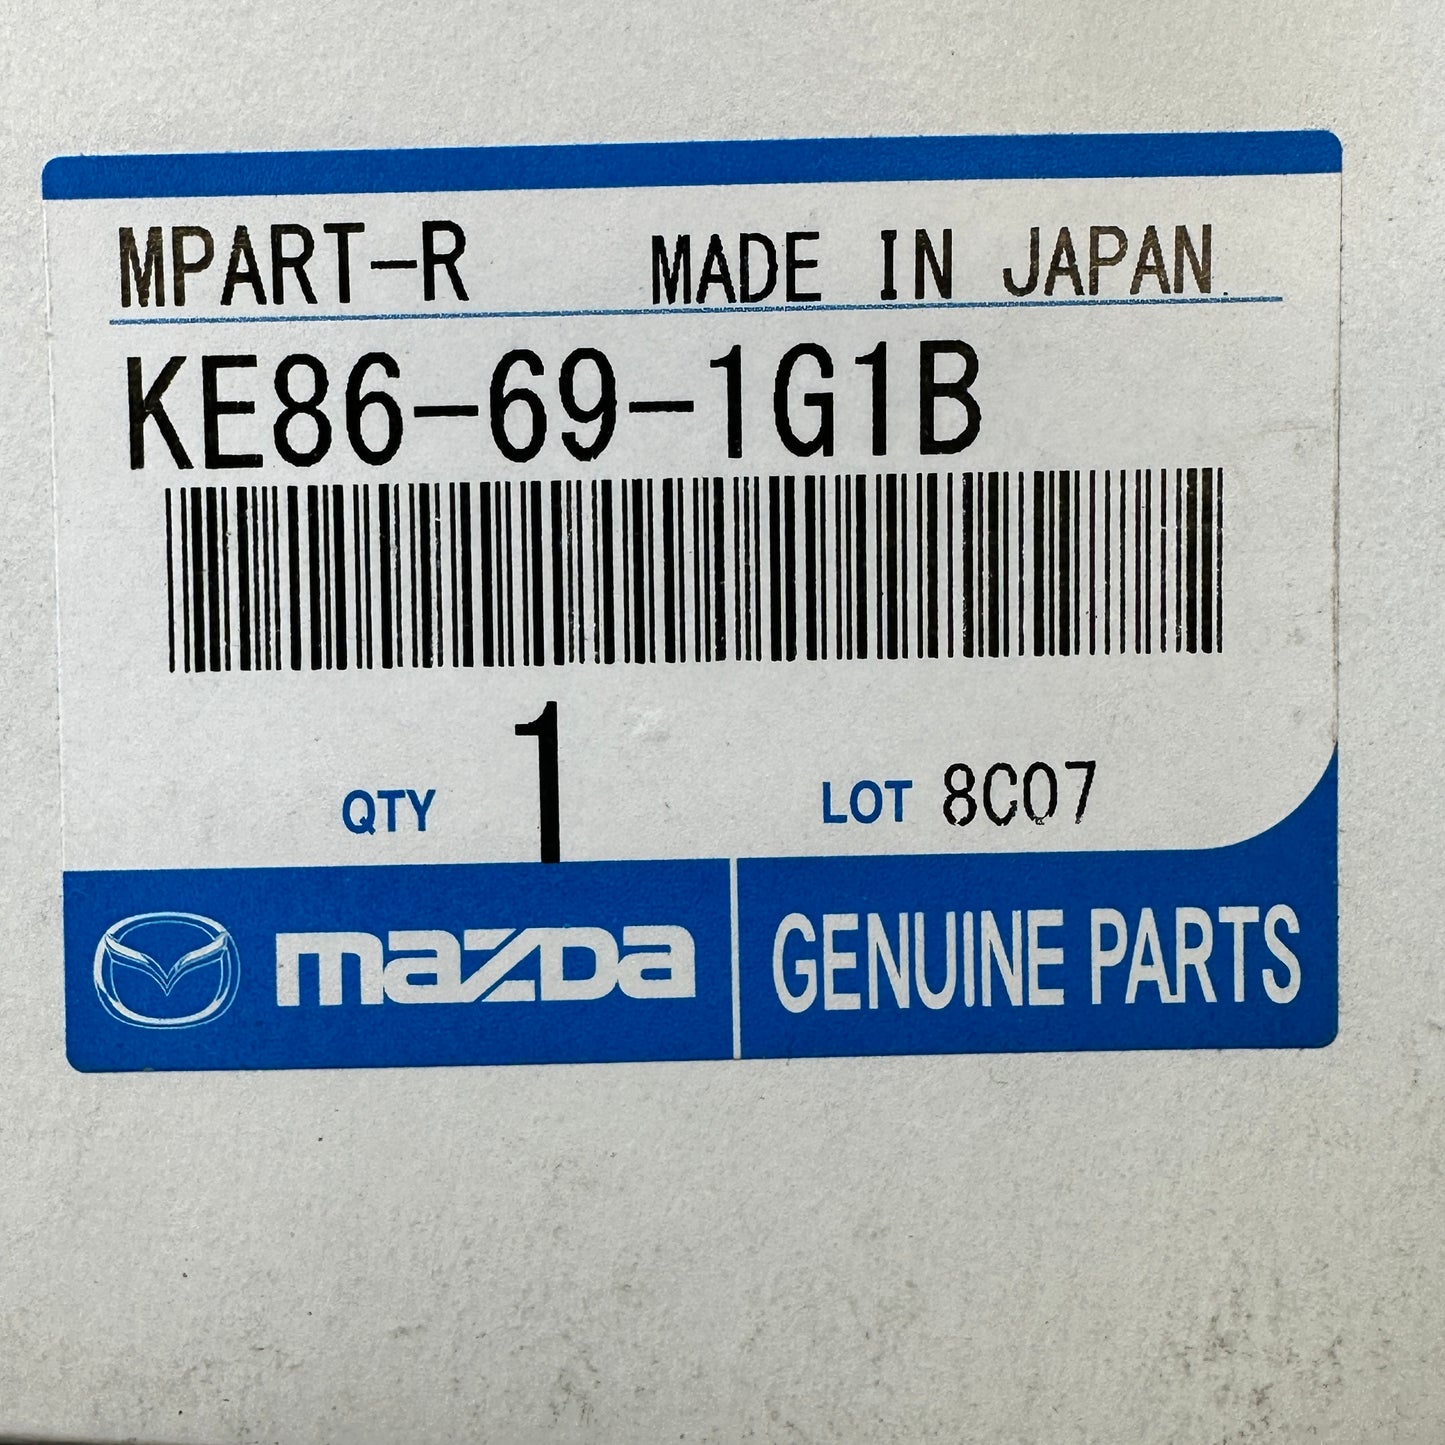 MPART-R MADE IN JAPAN
KE86-69-1G1B
QTY 1 LOT 8C07
mazDa GENUINE PARTS